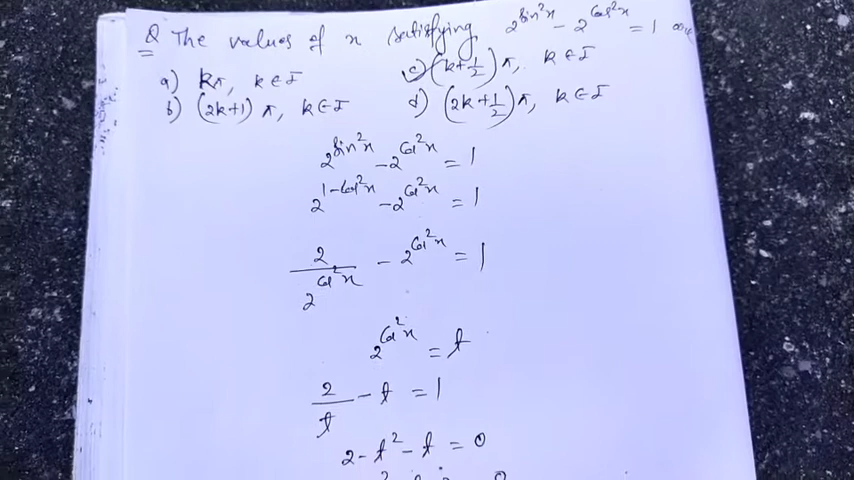 Q The values of x satisfying 2^sin²x - 2^cos²x = 1 are
a) kπ, k∈I c) (k+1/2)π, k∈I
b) (2k+1)π, k∈I d) (2k+1/2)π, k∈I
2^sin²x - 2^cos²x = 1
2^1-cos²x - 2^cos²x = 1
2/2^cos²x - 2^cos²x = 1
2^cos²x = t
2/t - t = 1
2 - t² - t = 0